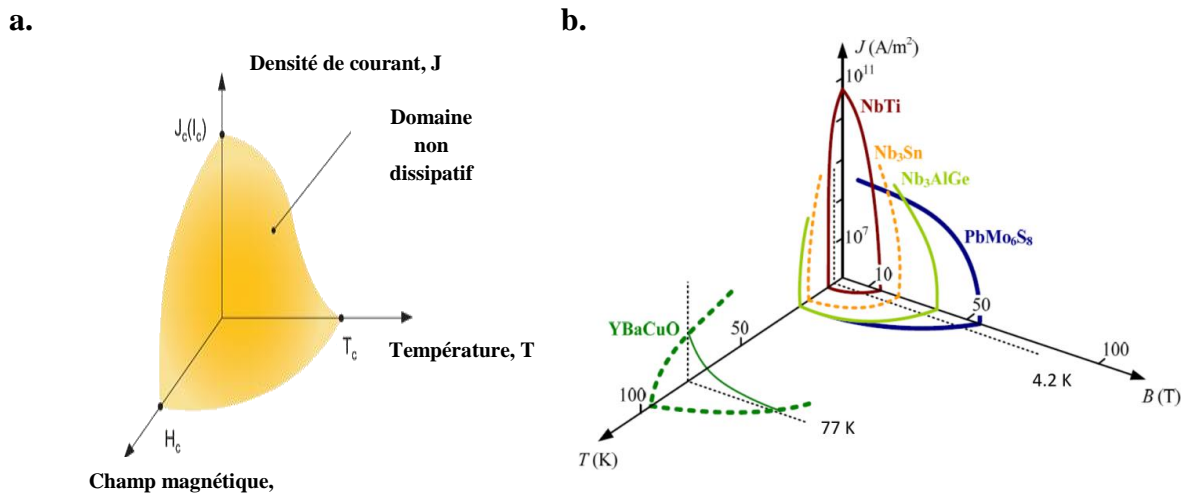 a.
Densité de courant, J
Jc(Ic)
Domaine
non
dissipatif
Tc
Température, T
Hc
Champ magnétique,
b.
J (A/m²)
10¹¹
NbTi
Nb₃Sn
Nb₃AlGe
PbMo₆S₈
10⁷
10
50
100
B (T)
4.2 K
YBaCuO
50
100
77 K
T (K)